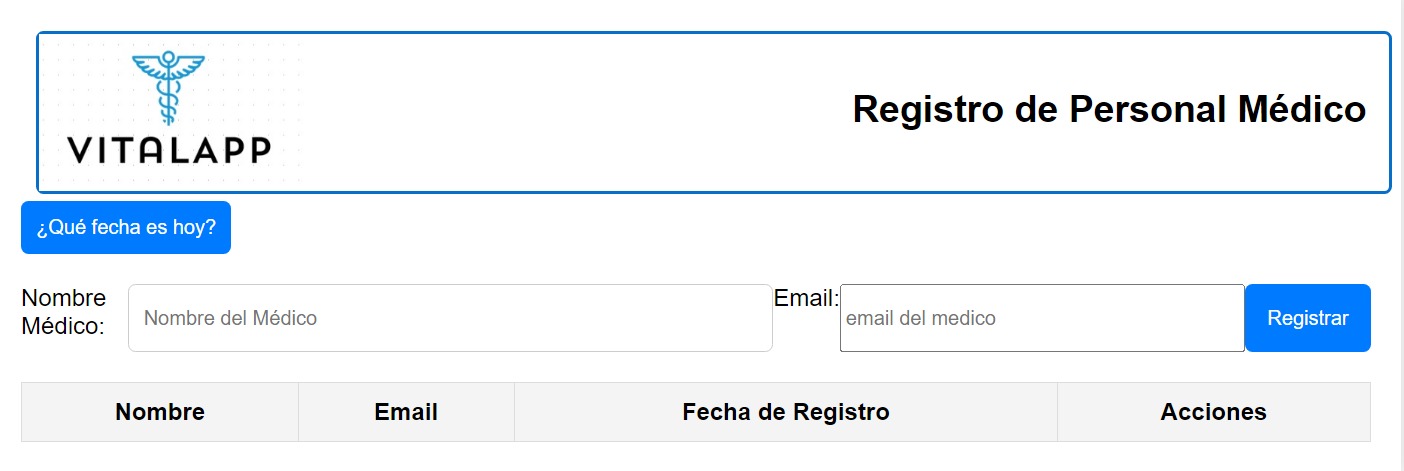 VITALAPP
Registro de Personal Médico
¿Qué fecha es hoy?
Nombre
Médico:
Nombre del Médico
Email:
email del medico
Registrar
Nombre Email Fecha de Registro Acciones